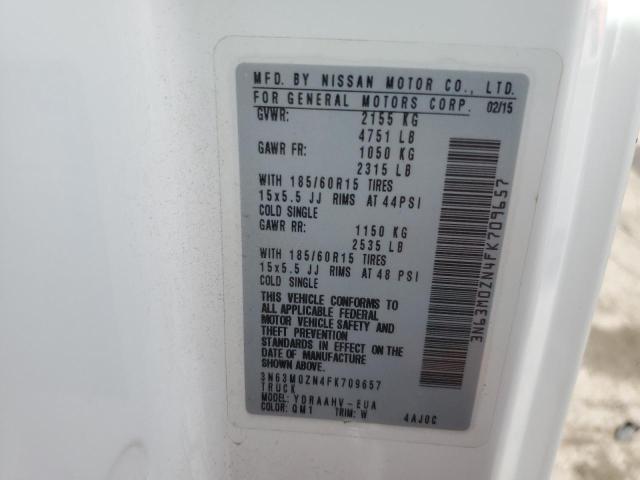 MFD. BY NISSAN MOTOR CO., LTD.
FOR GENERAL MOTORS CORP. 02/15
GVWR: 2155 KG
4751 LB
GAWR FR: 1050 KG
2315 LB
WITH 185/60R15 TIRES
15x5.5 JJ RIMS AT 44PSI
COLD SINGLE
GAWR RR: 1150 KG
2535 LB
WITH 185/60R15 TIRES
15x5.5 JJ RIMS AT 48 PSI
COLD SINGLE
THIS VEHICLE CONFORMS TO
ALL APPLICABLE FEDERAL
MOTOR VEHICLE SAFETY AND
THEFT PREVENTION
STANDARDS IN EFFECT ON
THE DATE OF MANUFACTURE
SHOWN ABOVE.
3N63M0ZN4FK709657
TRUCK
MODEL: YDRAAHV-EUA
COLOR: QM1 TRIM: W 4AJ0C
3N63M0ZN4FK709657